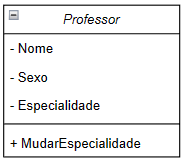 Professor
- Nome
- Sexo
- Especialidade
+ MudarEspecialidade